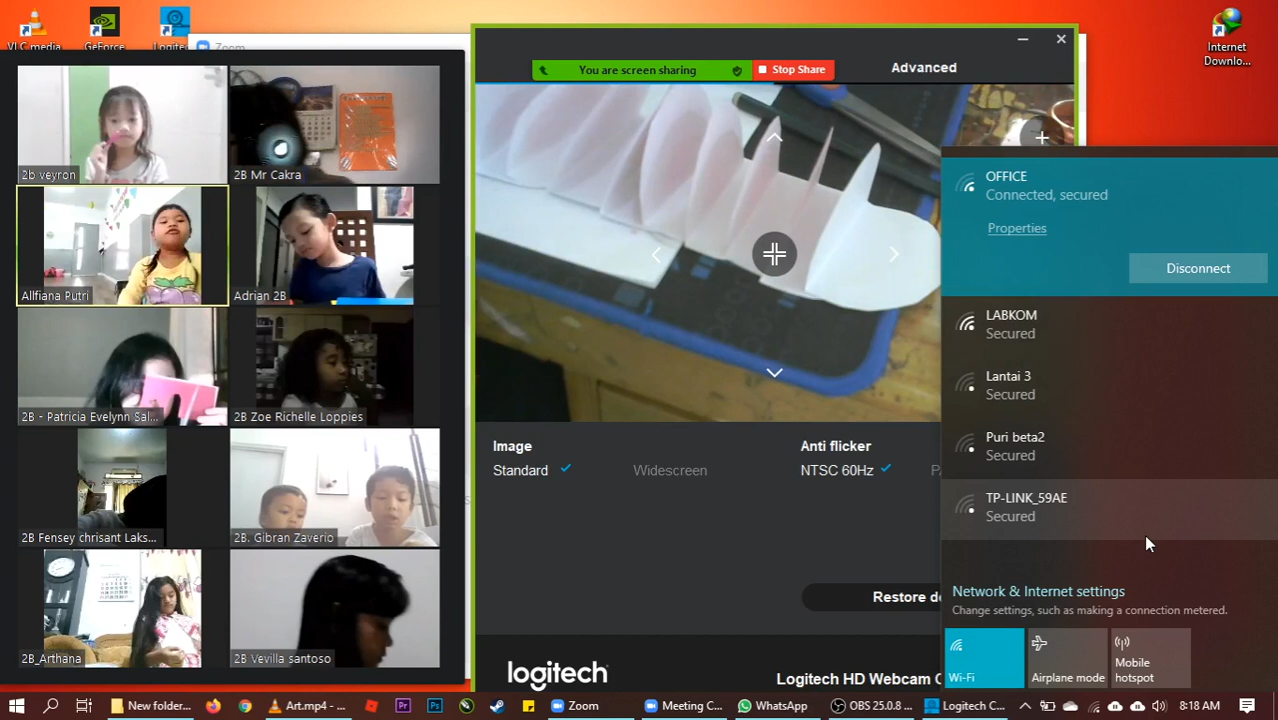 VLC media
GeForce
Logitec
Internet
Downlo...
Zoom
You are screen sharing
Stop Share
Advanced
2b veyron
2B Mr Cakra
Allfiana Putri
Adrian 2B
2B - Patricia Evelynn Sal...
2B Zoe Richelle Loppies
2B Fensey chrisant Laks...
2B. Gibran Zaverio
2B_Arthana
2B Vevilla santoso
Image
Standard
Widescreen
Anti flicker
NTSC 60Hz
Restore de
logitech
Logitech HD Webcam C
OFFICE
Connected, secured
Properties
Disconnect
LABKOM
Secured
Lantai 3
Secured
Puri beta2
Secured
TP-LINK_59AE
Secured
Network & Internet settings
Change settings, such as making a connection metered.
Wi-Fi
Airplane mode
Mobile
hotspot
New folder...
Art.mp4 - ...
Zoom
Meeting C...
WhatsApp
OBS 25.0.8 ...
Logitech C...
8:18 AM